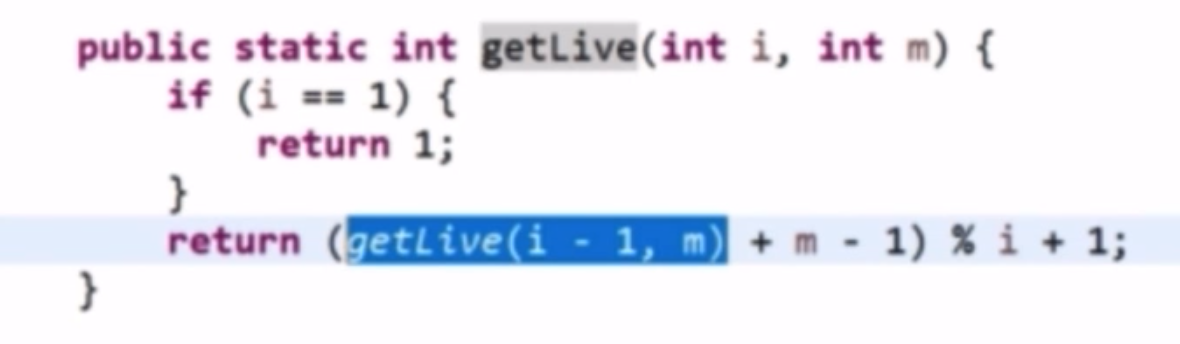 public static int getLive(int i, int m) {
if (i == 1) {
return 1;
}
return (getLive(i - 1, m) + m - 1) % i + 1;
}